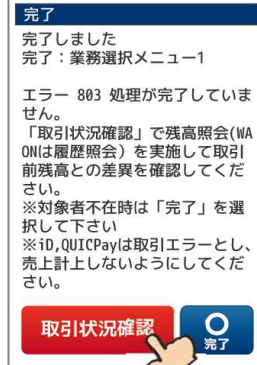 完了
完了しました
完了：業務選択メニュー1
エラー 803 処理が完了していま
せん。
「取引状況確認」で残高照会(WA
ONは履歴照会）を実施して取引
前残高との差異を確認してくだ
さい。
※対象者不在時は「完了」を選
択して下さい
※iD,QUICPayは取引エラーとし、
売上計上しないようにしてくだ
さい。
取引状況確認
完了